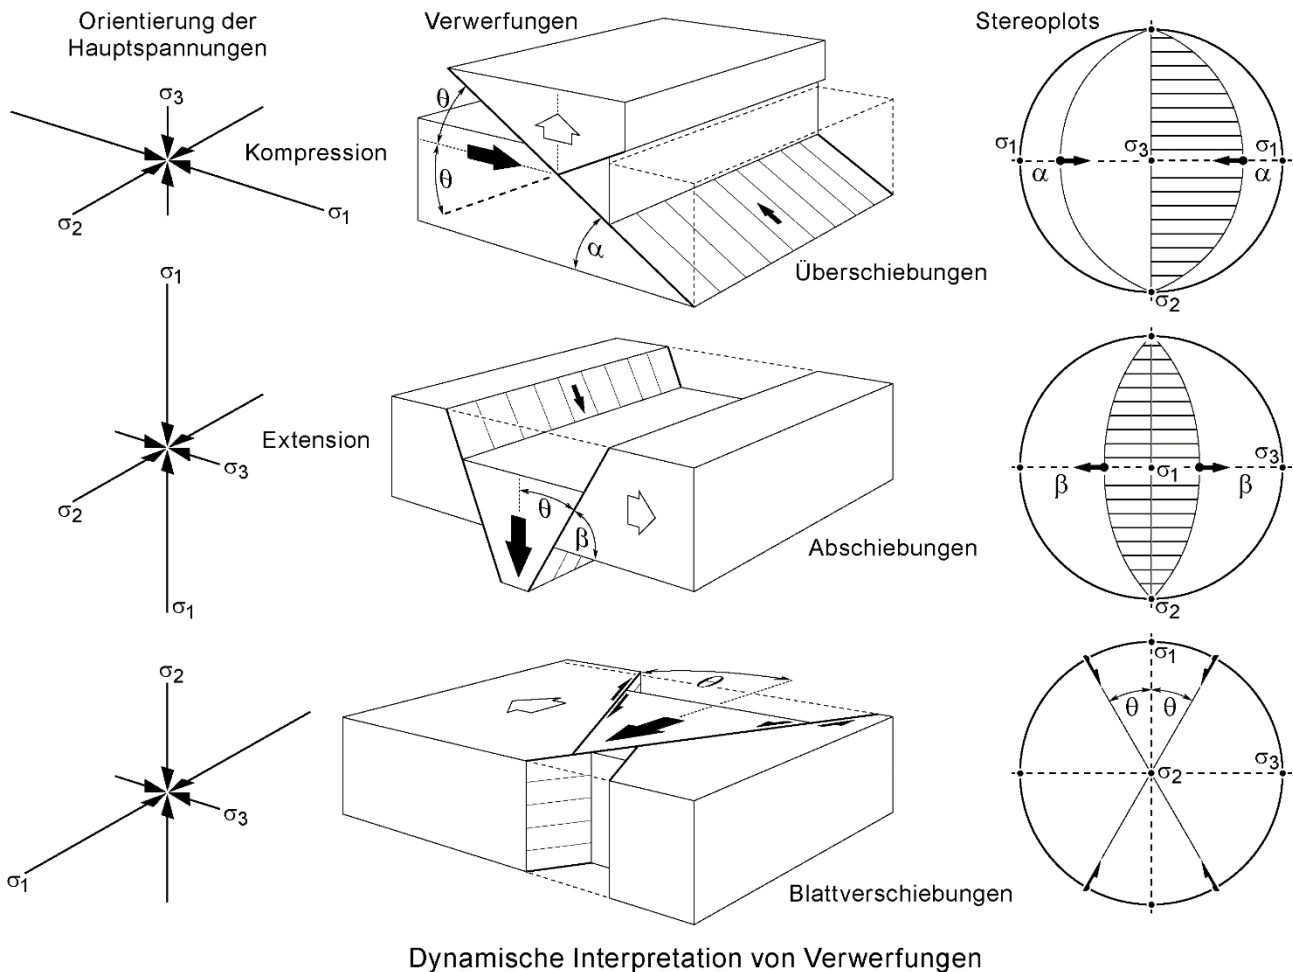 Orientierung der
Hauptspannungen
Verwerfungen
Stereoplots
σ3
σ2
σ1
Kompression
θ
θ
α
Überschiebungen
σ1
σ3
σ1
α
α
σ2
σ1
σ3
σ2
σ1
Extension
θ
β
Abschiebungen
σ3
σ1
β
β
σ2
σ2
σ3
σ1
θ
Blattverschiebungen
σ1
θ
θ
σ3
σ2
Dynamische Interpretation von Verwerfungen